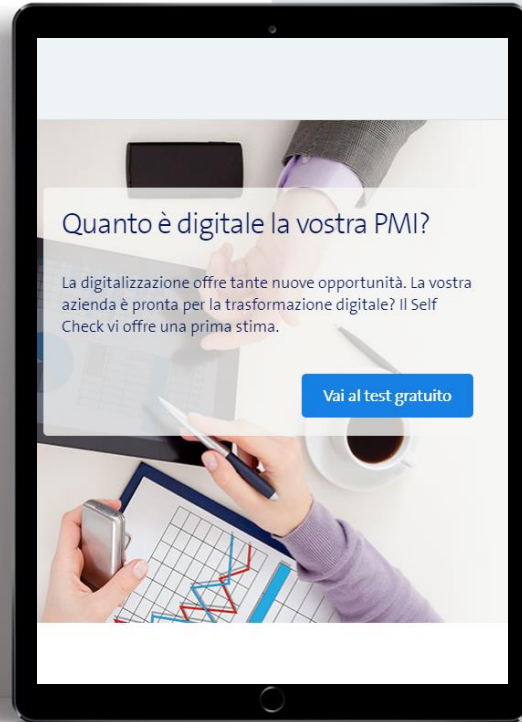 Quanto è digitale la vostra PMI?
La digitalizzazione offre tante nuove opportunità. La vostra
azienda è pronta per la trasformazione digitale? Il Self
Check vi offre una prima stima.
Vai al test gratuito